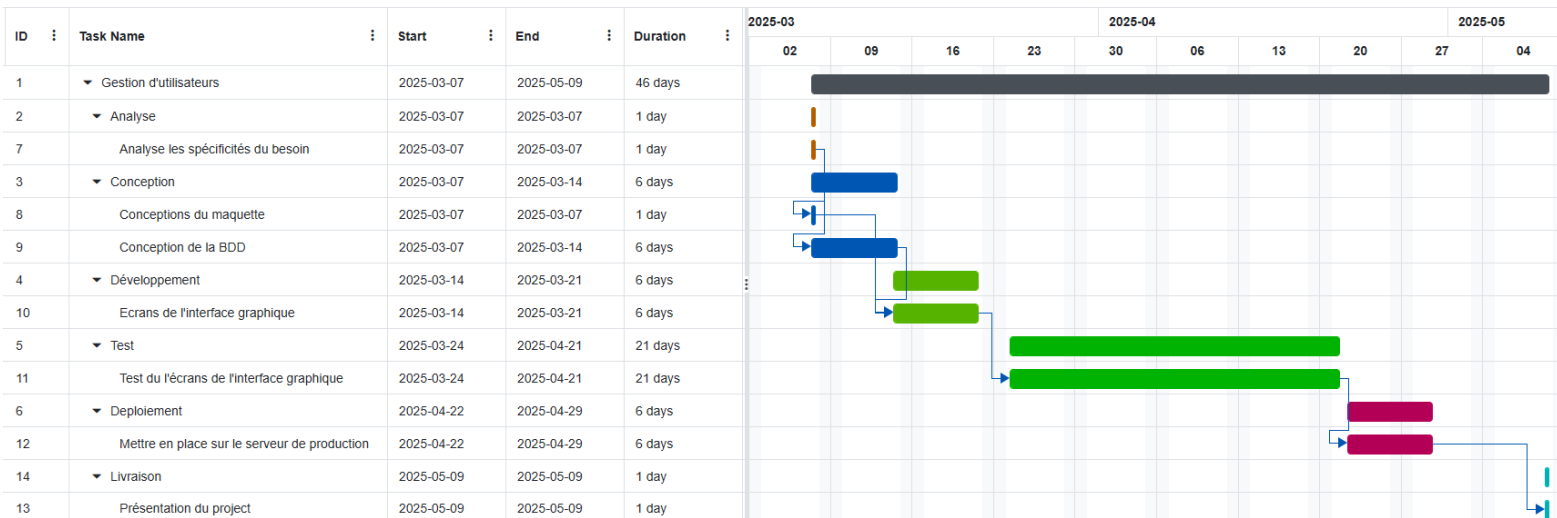 2025-03 2025-04 2025-05
ID Task Name Start End Duration
02 09 16 23 30 06 13 20 27 04
1 Gestion d'utilisateurs 2025-03-07 2025-05-09 46 days
2 Analyse 2025-03-07 2025-03-07 1 day
7 Analyse les spécificités du besoin 2025-03-07 2025-03-07 1 day
3 Conception 2025-03-07 2025-03-14 6 days
8 Conceptions du maquette 2025-03-07 2025-03-07 1 day
9 Conception de la BDD 2025-03-07 2025-03-14 6 days
4 Développement 2025-03-14 2025-03-21 6 days
10 Ecrans de l'interface graphique 2025-03-14 2025-03-21 6 days
5 Test 2025-03-24 2025-04-21 21 days
11 Test du l'écrans de l'interface graphique 2025-03-24 2025-04-21 21 days
6 Deploiement 2025-04-22 2025-04-29 6 days
12 Mettre en place sur le serveur de production 2025-04-22 2025-04-29 6 days
14 Livraison 2025-05-09 2025-05-09 1 day
13 Présentation du project 2025-05-09 2025-05-09 1 day